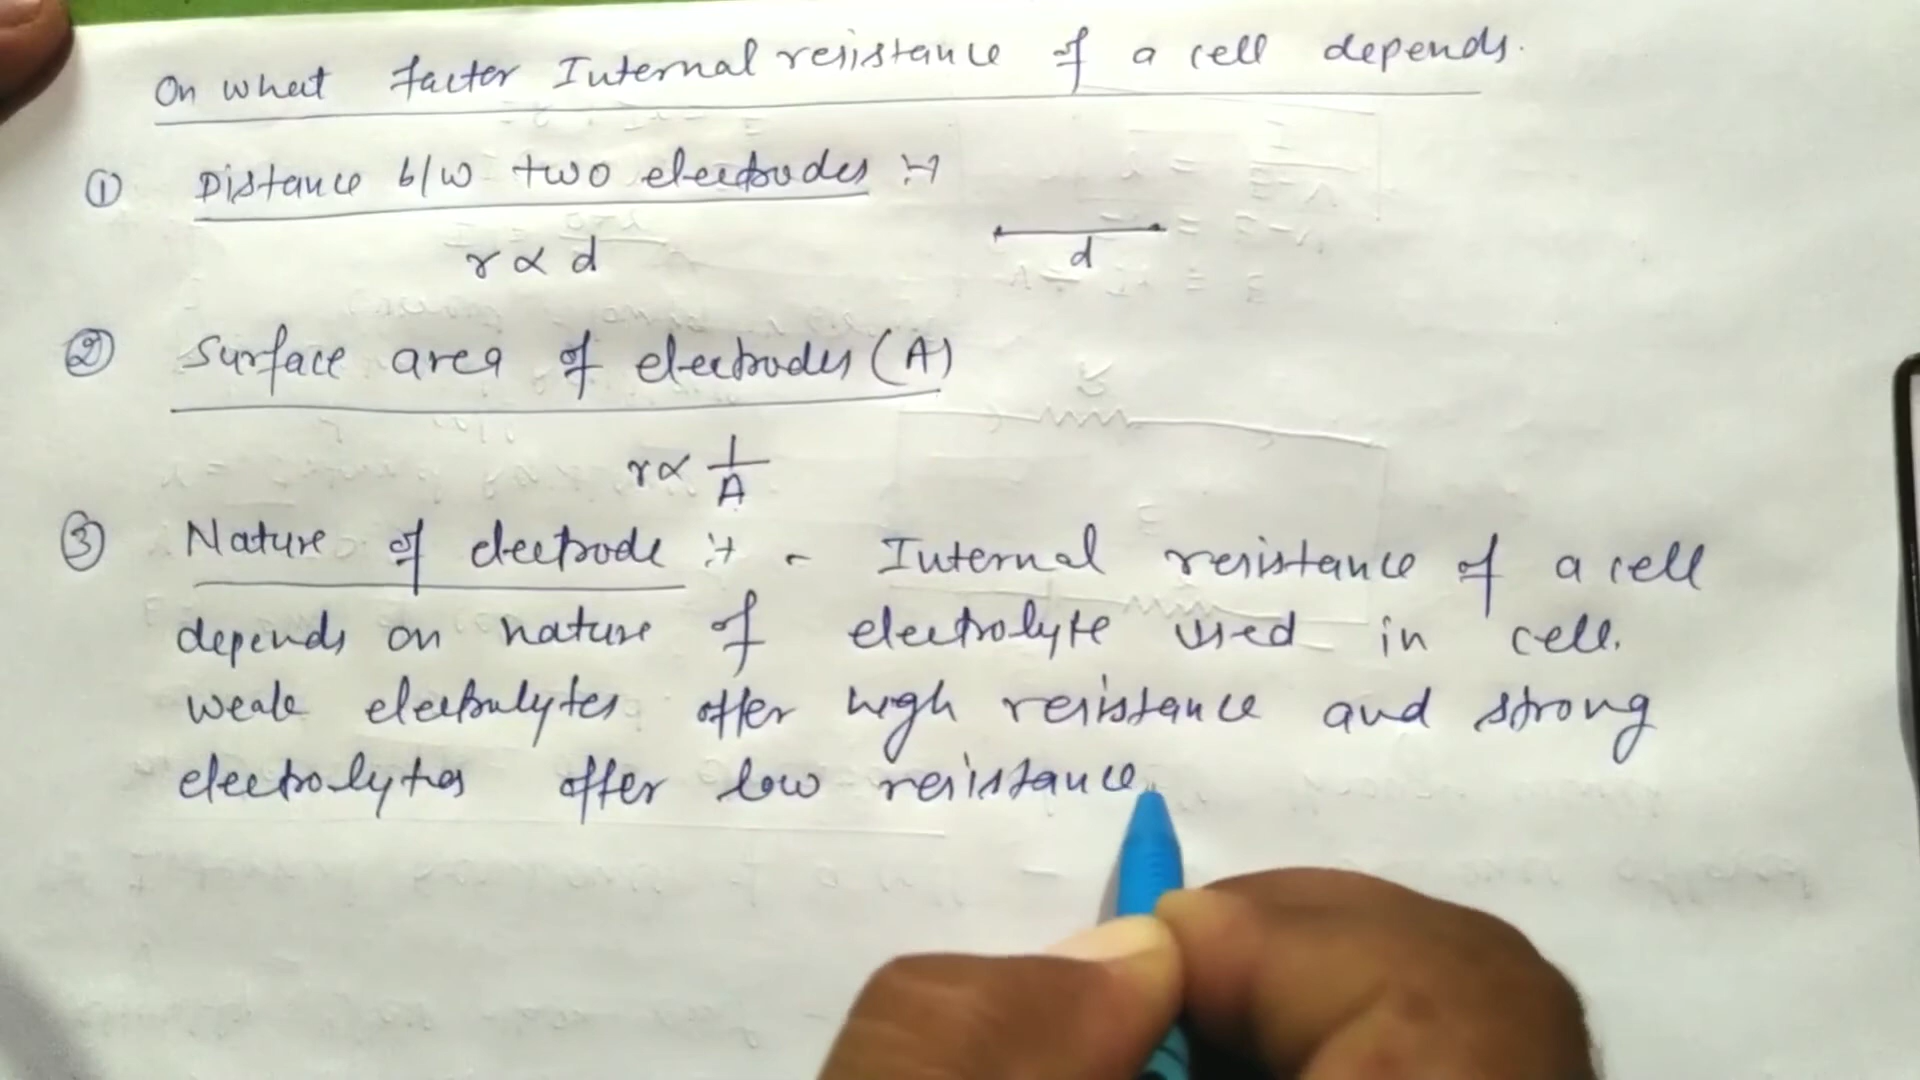 On what factor Internal resistance of a cell depends.
① Distance b/w two electrodes :-
r ∝ d
d
② Surface area of electrodes (A)
r ∝ 1/A
③ Nature of electrode :- - Internal resistance of a cell
depends on nature of electrolyte used in cell.
weak electrolytes offer high resistance and strong
electrolytes offer low resistance.